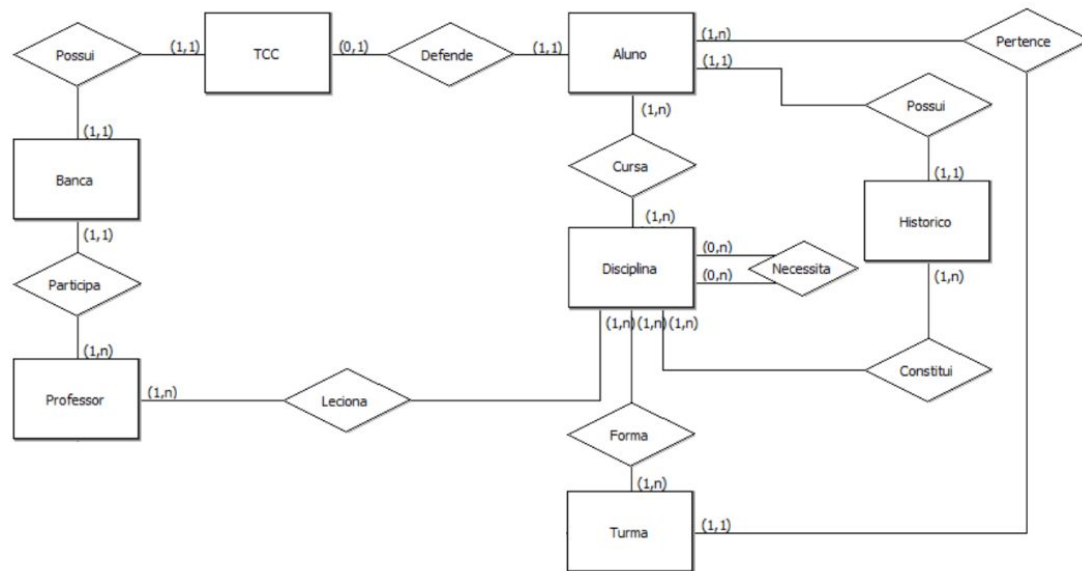 Possui
(1,1)
TCC
(0,1)
Defende
(1,1)
Aluno
(1,n)
Pertence
(1,1)
Possui
(1,n)
(1,1)
Cursa
Banca
(1,1)
Historico
(1,n)
(1,1)
Disciplina
(0,n)
Necessita
(0,n)
(1,n)
Participa
(1,n) (1,n) (1,n)
(1,n)
Constitui
Professor
(1,n)
Leciona
Forma
(1,n)
Turma
(1,1)